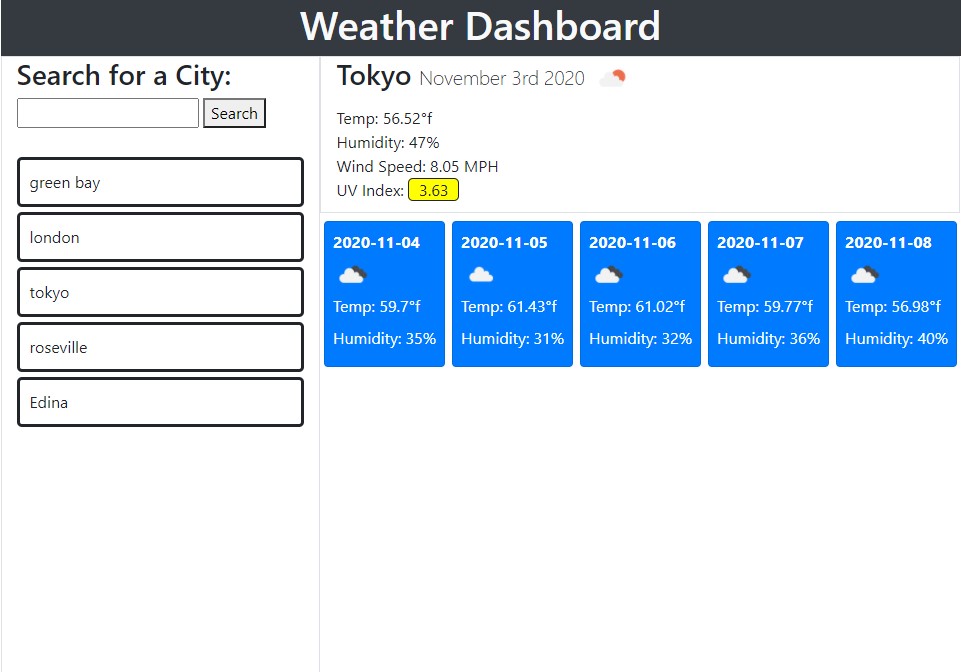 Weather Dashboard
Search for a City:
Search
green bay
london
tokyo
roseville
Edina
Tokyo November 3rd 2020
Temp: 56.52°f
Humidity: 47%
Wind Speed: 8.05 MPH
UV Index: 3.63
2020-11-04
Temp: 59.7°f
Humidity: 35%
2020-11-05
Temp: 61.43°f
Humidity: 31%
2020-11-06
Temp: 61.02°f
Humidity: 32%
2020-11-07
Temp: 59.77°f
Humidity: 36%
2020-11-08
Temp: 56.98°f
Humidity: 40%